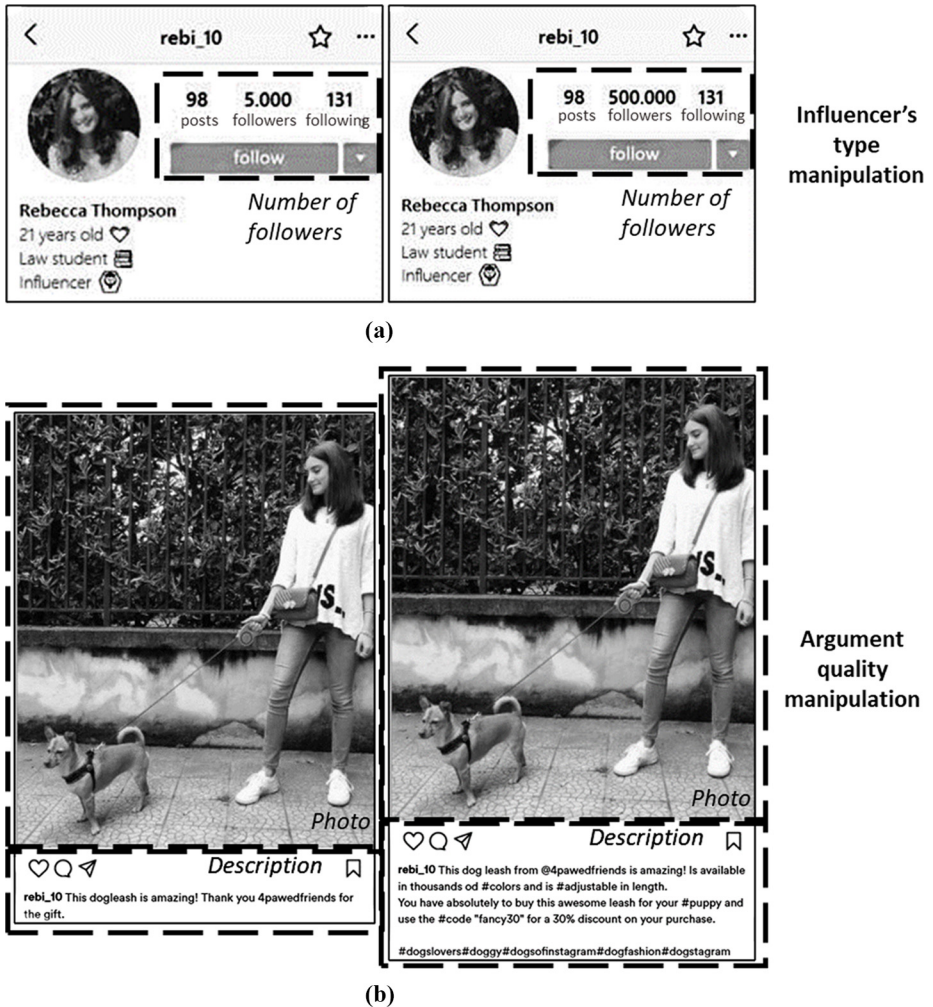 rebi_10
98 5.000 131
posts followers following
follow
Number of
followers
Rebecca Thompson
21 years old
Law student
Influencer
rebi_10
98 500.000 131
posts followers following
follow
Number of
followers
Rebecca Thompson
21 years old
Law student
Influencer
Influencer's
type
manipulation
(a)
Photo
Description
rebi_10 This dogleash is amazing! Thank you 4pawedfriends for
the gift.
Photo
Description
rebi_10 This dog leash from @4pawedfriends is amazing! Is available
in thousands od #colors and is #adjustable in length.
You have absolutely to buy this awesome leash for your #puppy and
use the #code "fancy30" for a 30% discount on your purchase.
#dogslovers#doggy#dogsofinstagram#dogfashion#dogstagram
Argument
quality
manipulation
(b)